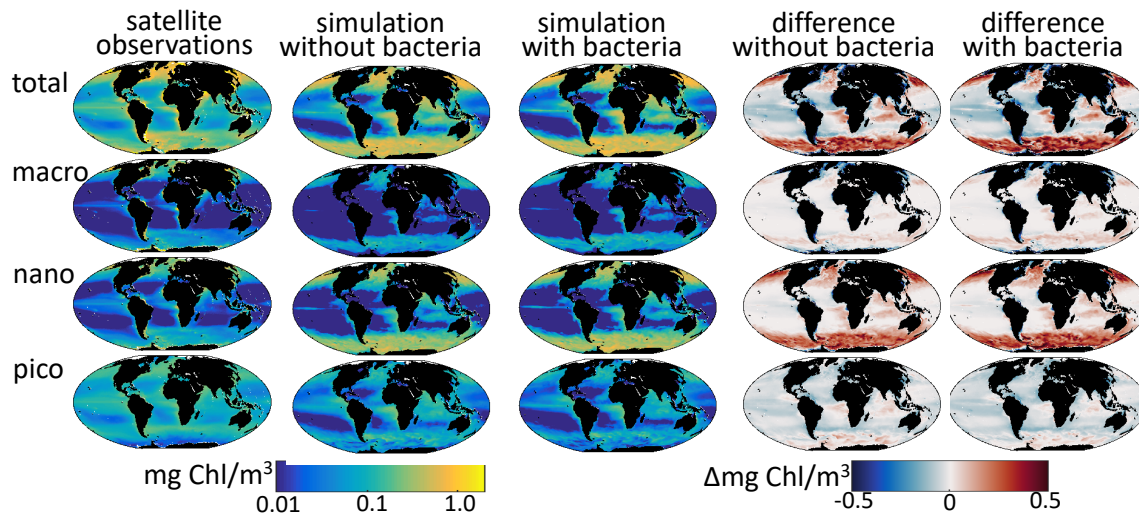 satellite
observations
simulation
without bacteria
simulation
with bacteria
difference
without bacteria
difference
with bacteria
total
macro
nano
pico
mg Chl/m³
0.01 0.1 1.0
Δmg Chl/m³
-0.5 0 0.5